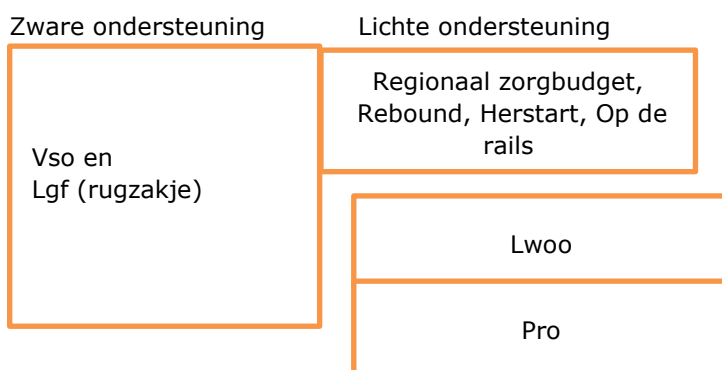 Zware ondersteuning
Lichte ondersteuning
Vso en
Lgf (rugzakje)
Regionaal zorgbudget,
Rebound, Herstart, Op de
rails
Lwoo
Pro